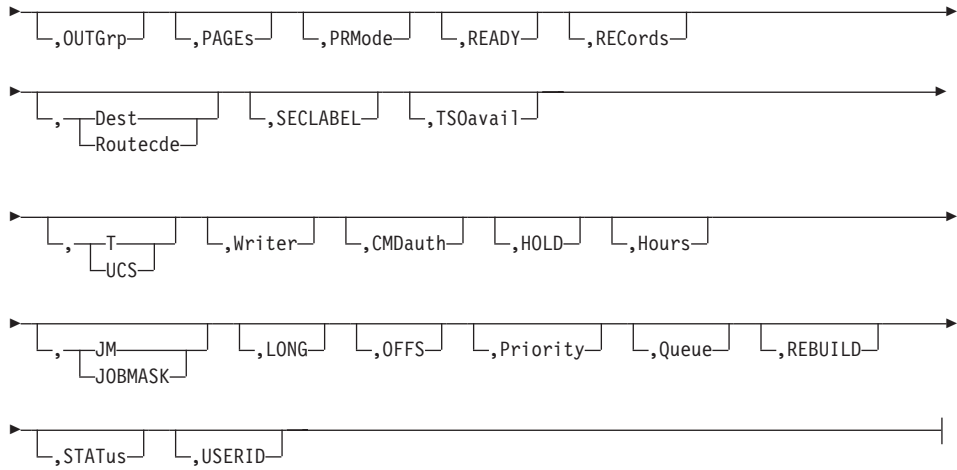 ,OUTGrp ,PAGEs ,PRMode ,READY ,RECords
, Dest ,SECLABEL ,TSOavail
Routecde
, T ,Writer ,CMDauth ,HOLD ,Hours
UCS
, JM ,LONG ,OFFS ,Priority ,Queue ,REBUILD
JOBMASK
,STATus ,USERID